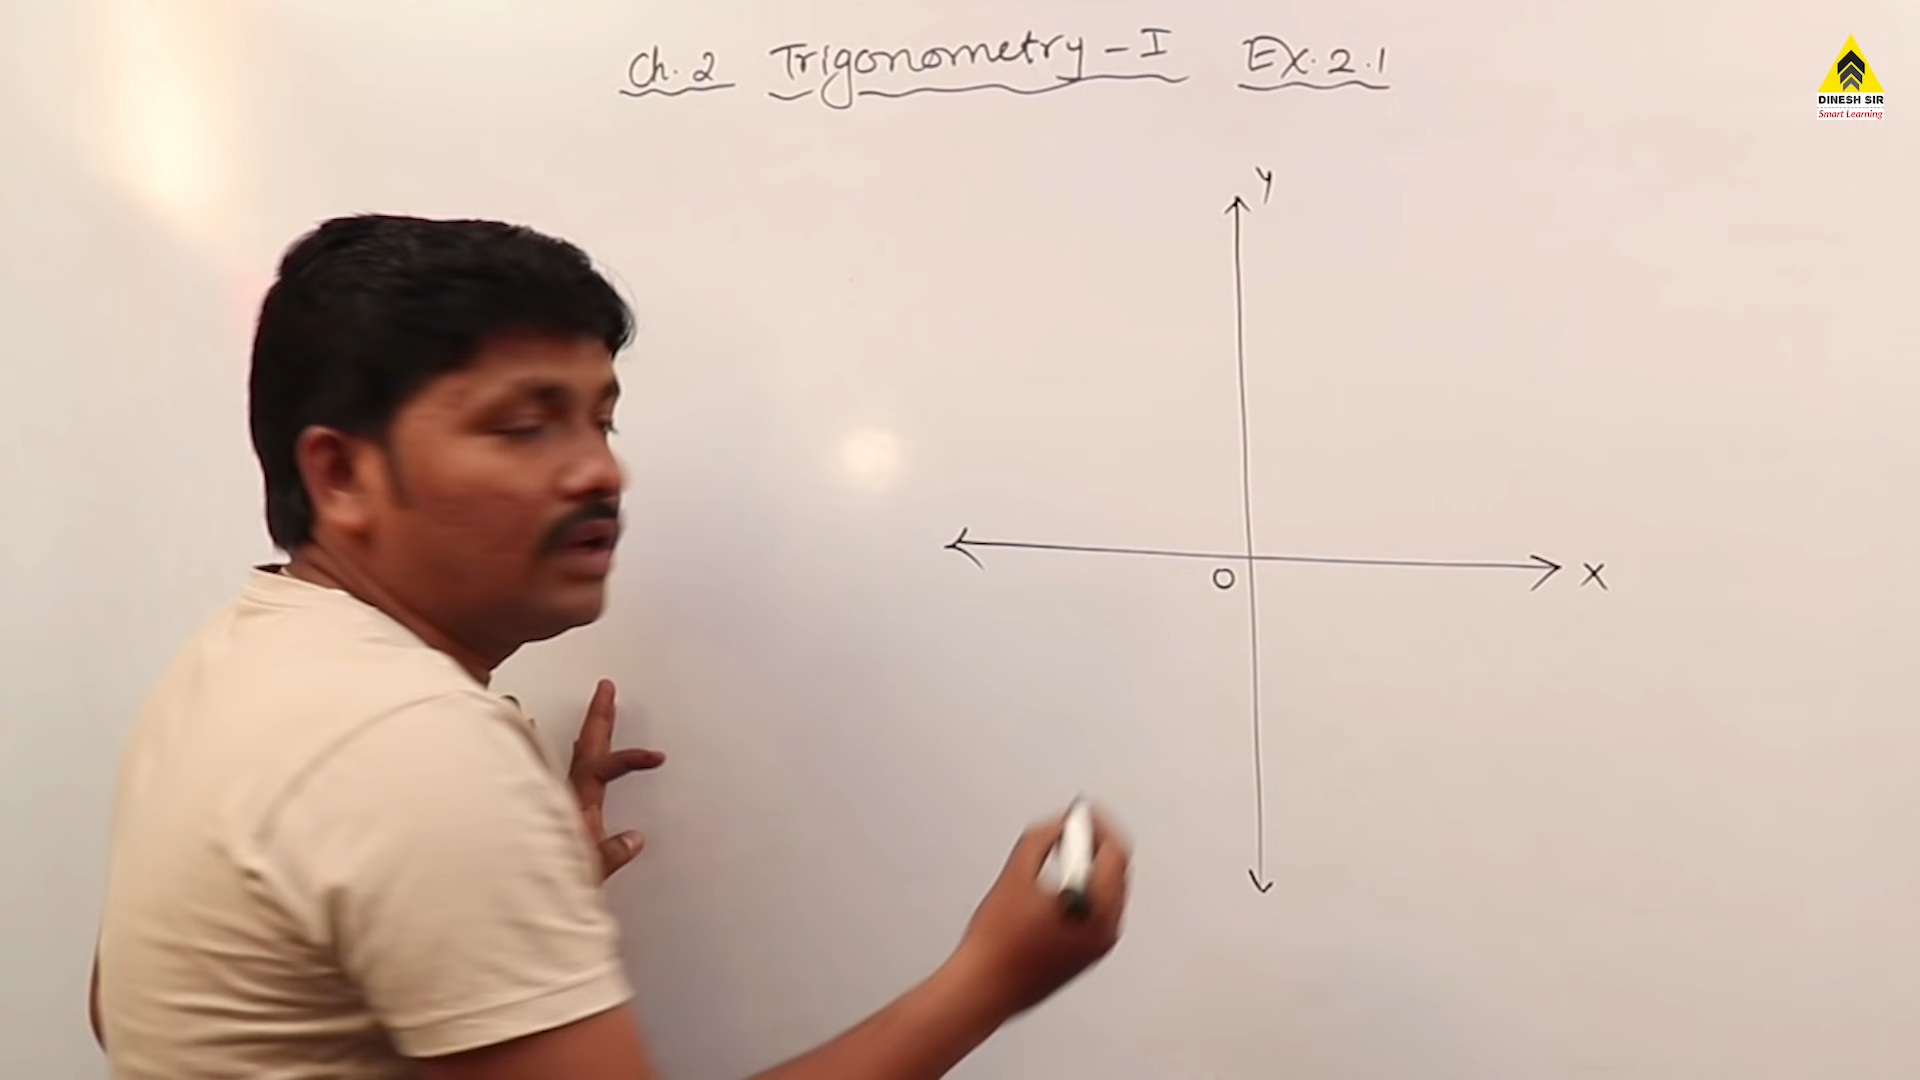 Ch. 2 Trigonometry - I Ex. 2.1
DINESH SIR
Smart Learning
y
O
X